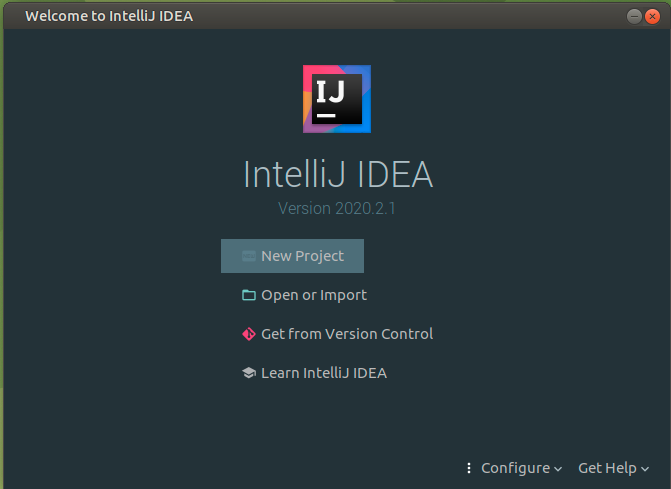 Welcome to IntelliJ IDEA
IJ
IntelliJ IDEA
Version 2020.2.1
New Project
Open or Import
Get from Version Control
Learn IntelliJ IDEA
Configure Get Help